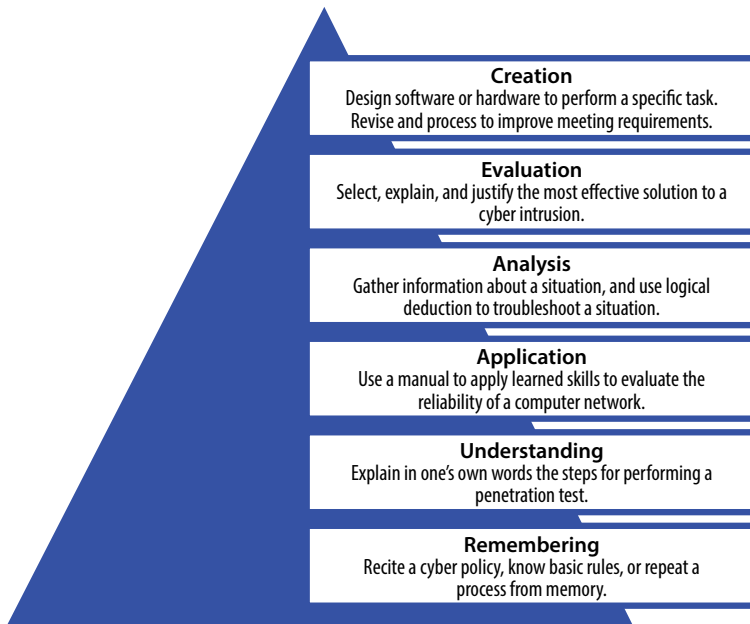 Creation
Design software or hardware to perform a specific task.
Revise and process to improve meeting requirements.
Evaluation
Select, explain, and justify the most effective solution to a
cyber intrusion.
Analysis
Gather information about a situation, and use logical
deduction to troubleshoot a situation.
Application
Use a manual to apply learned skills to evaluate the
reliability of a computer network.
Understanding
Explain in one’s own words the steps for performing a
penetration test.
Remembering
Recite a cyber policy, know basic rules, or repeat a
process from memory.